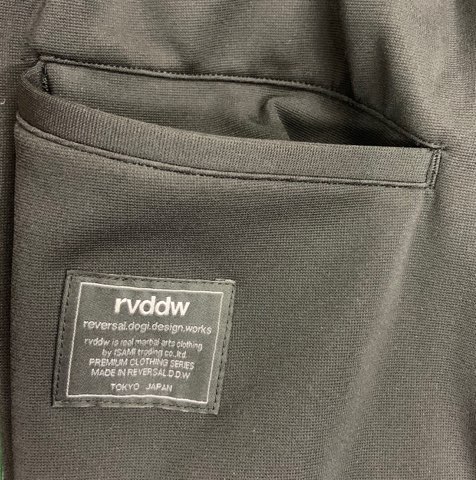 rvddw
reversal.dogi.design.works
rvddw is real martial arts clothing
by ISAMI trading co.,ltd.
PREMIUM CLOTHING SERIES
MADE IN REVERSAL D.D.W
TOKYO JAPAN